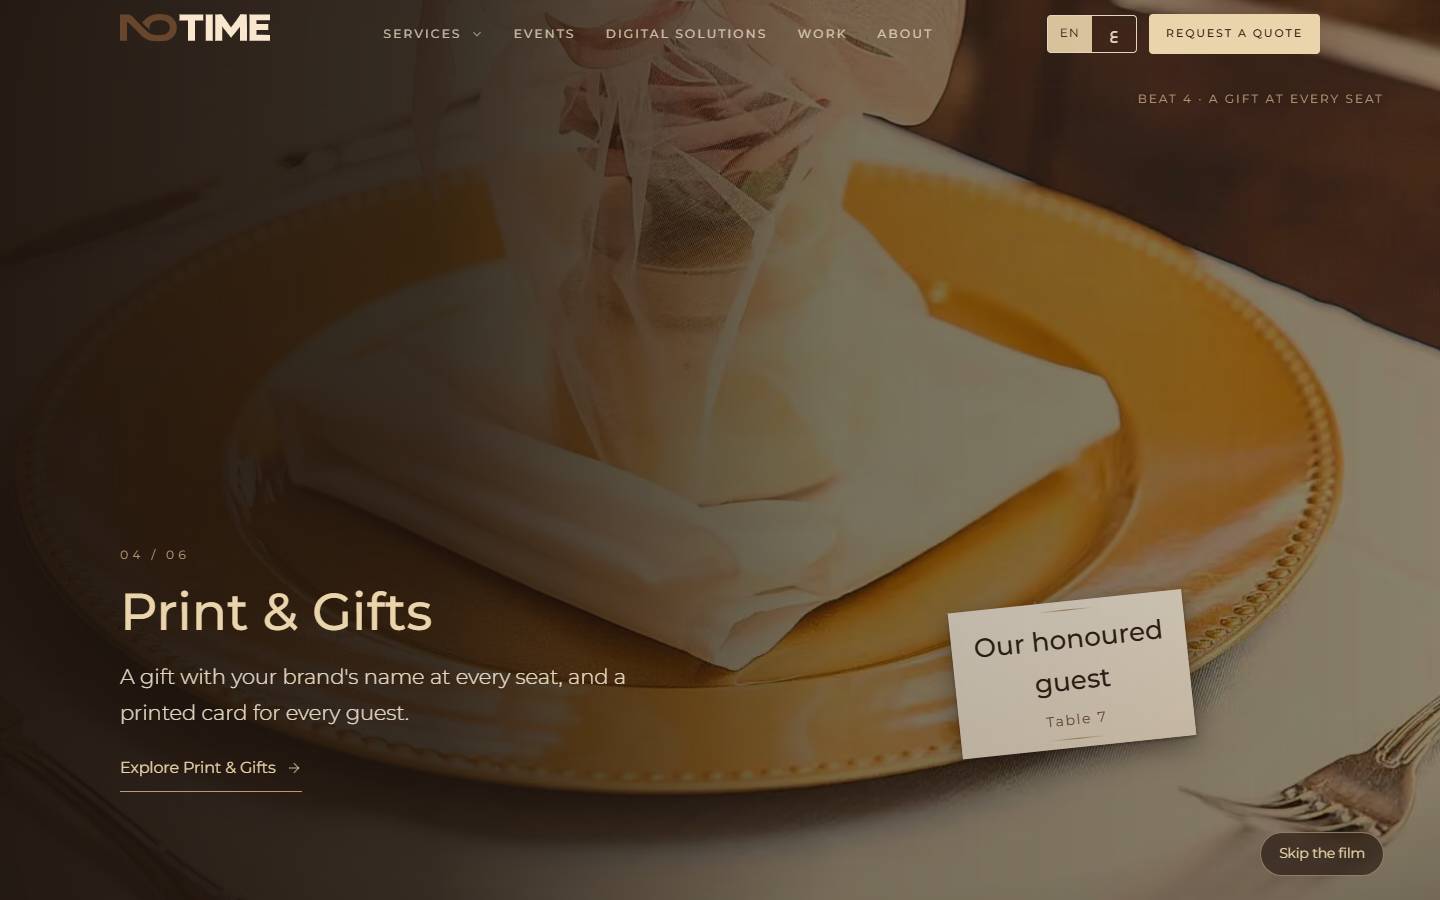 NOTIME
SERVICES
EVENTS
DIGITAL SOLUTIONS
WORK
ABOUT
EN
ع
REQUEST A QUOTE
BEAT 4 · A GIFT AT EVERY SEAT
04 / 06
Print & Gifts
A gift with your brand's name at every seat, and a
printed card for every guest.
Explore Print & Gifts →
Our honoured
guest
Table 7
Skip the film